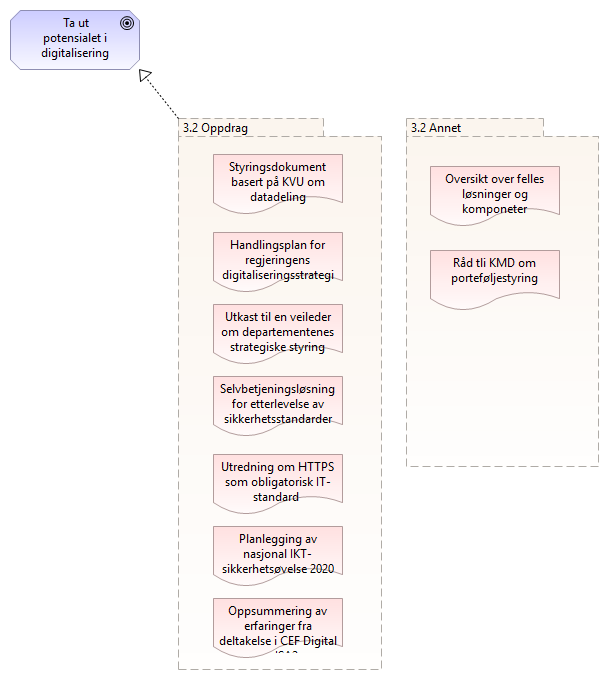 Ta ut
potensialet i
digitalisering
3.2 Oppdrag
Styringsdokument
basert på KVU om
datadeling
Handlingsplan for
regjeringens
digitaliseringsstrategi
Utkast til en veileder
om departementenes
strategiske styring
Selvbetjeningsløsning
for etterlevelse av
sikkerhetsstandarder
Utredning om HTTPS
som obligatorisk IT-
standard
Planlegging av
nasjonal IKT-
sikkerhetsøvelse 2020
Oppsummering av
erfaringer fra
deltakelse i CEF Digital
3.2 Annet
Oversikt over felles
løsninger og
komponeter
Råd tli KMD om
porteføljestyring